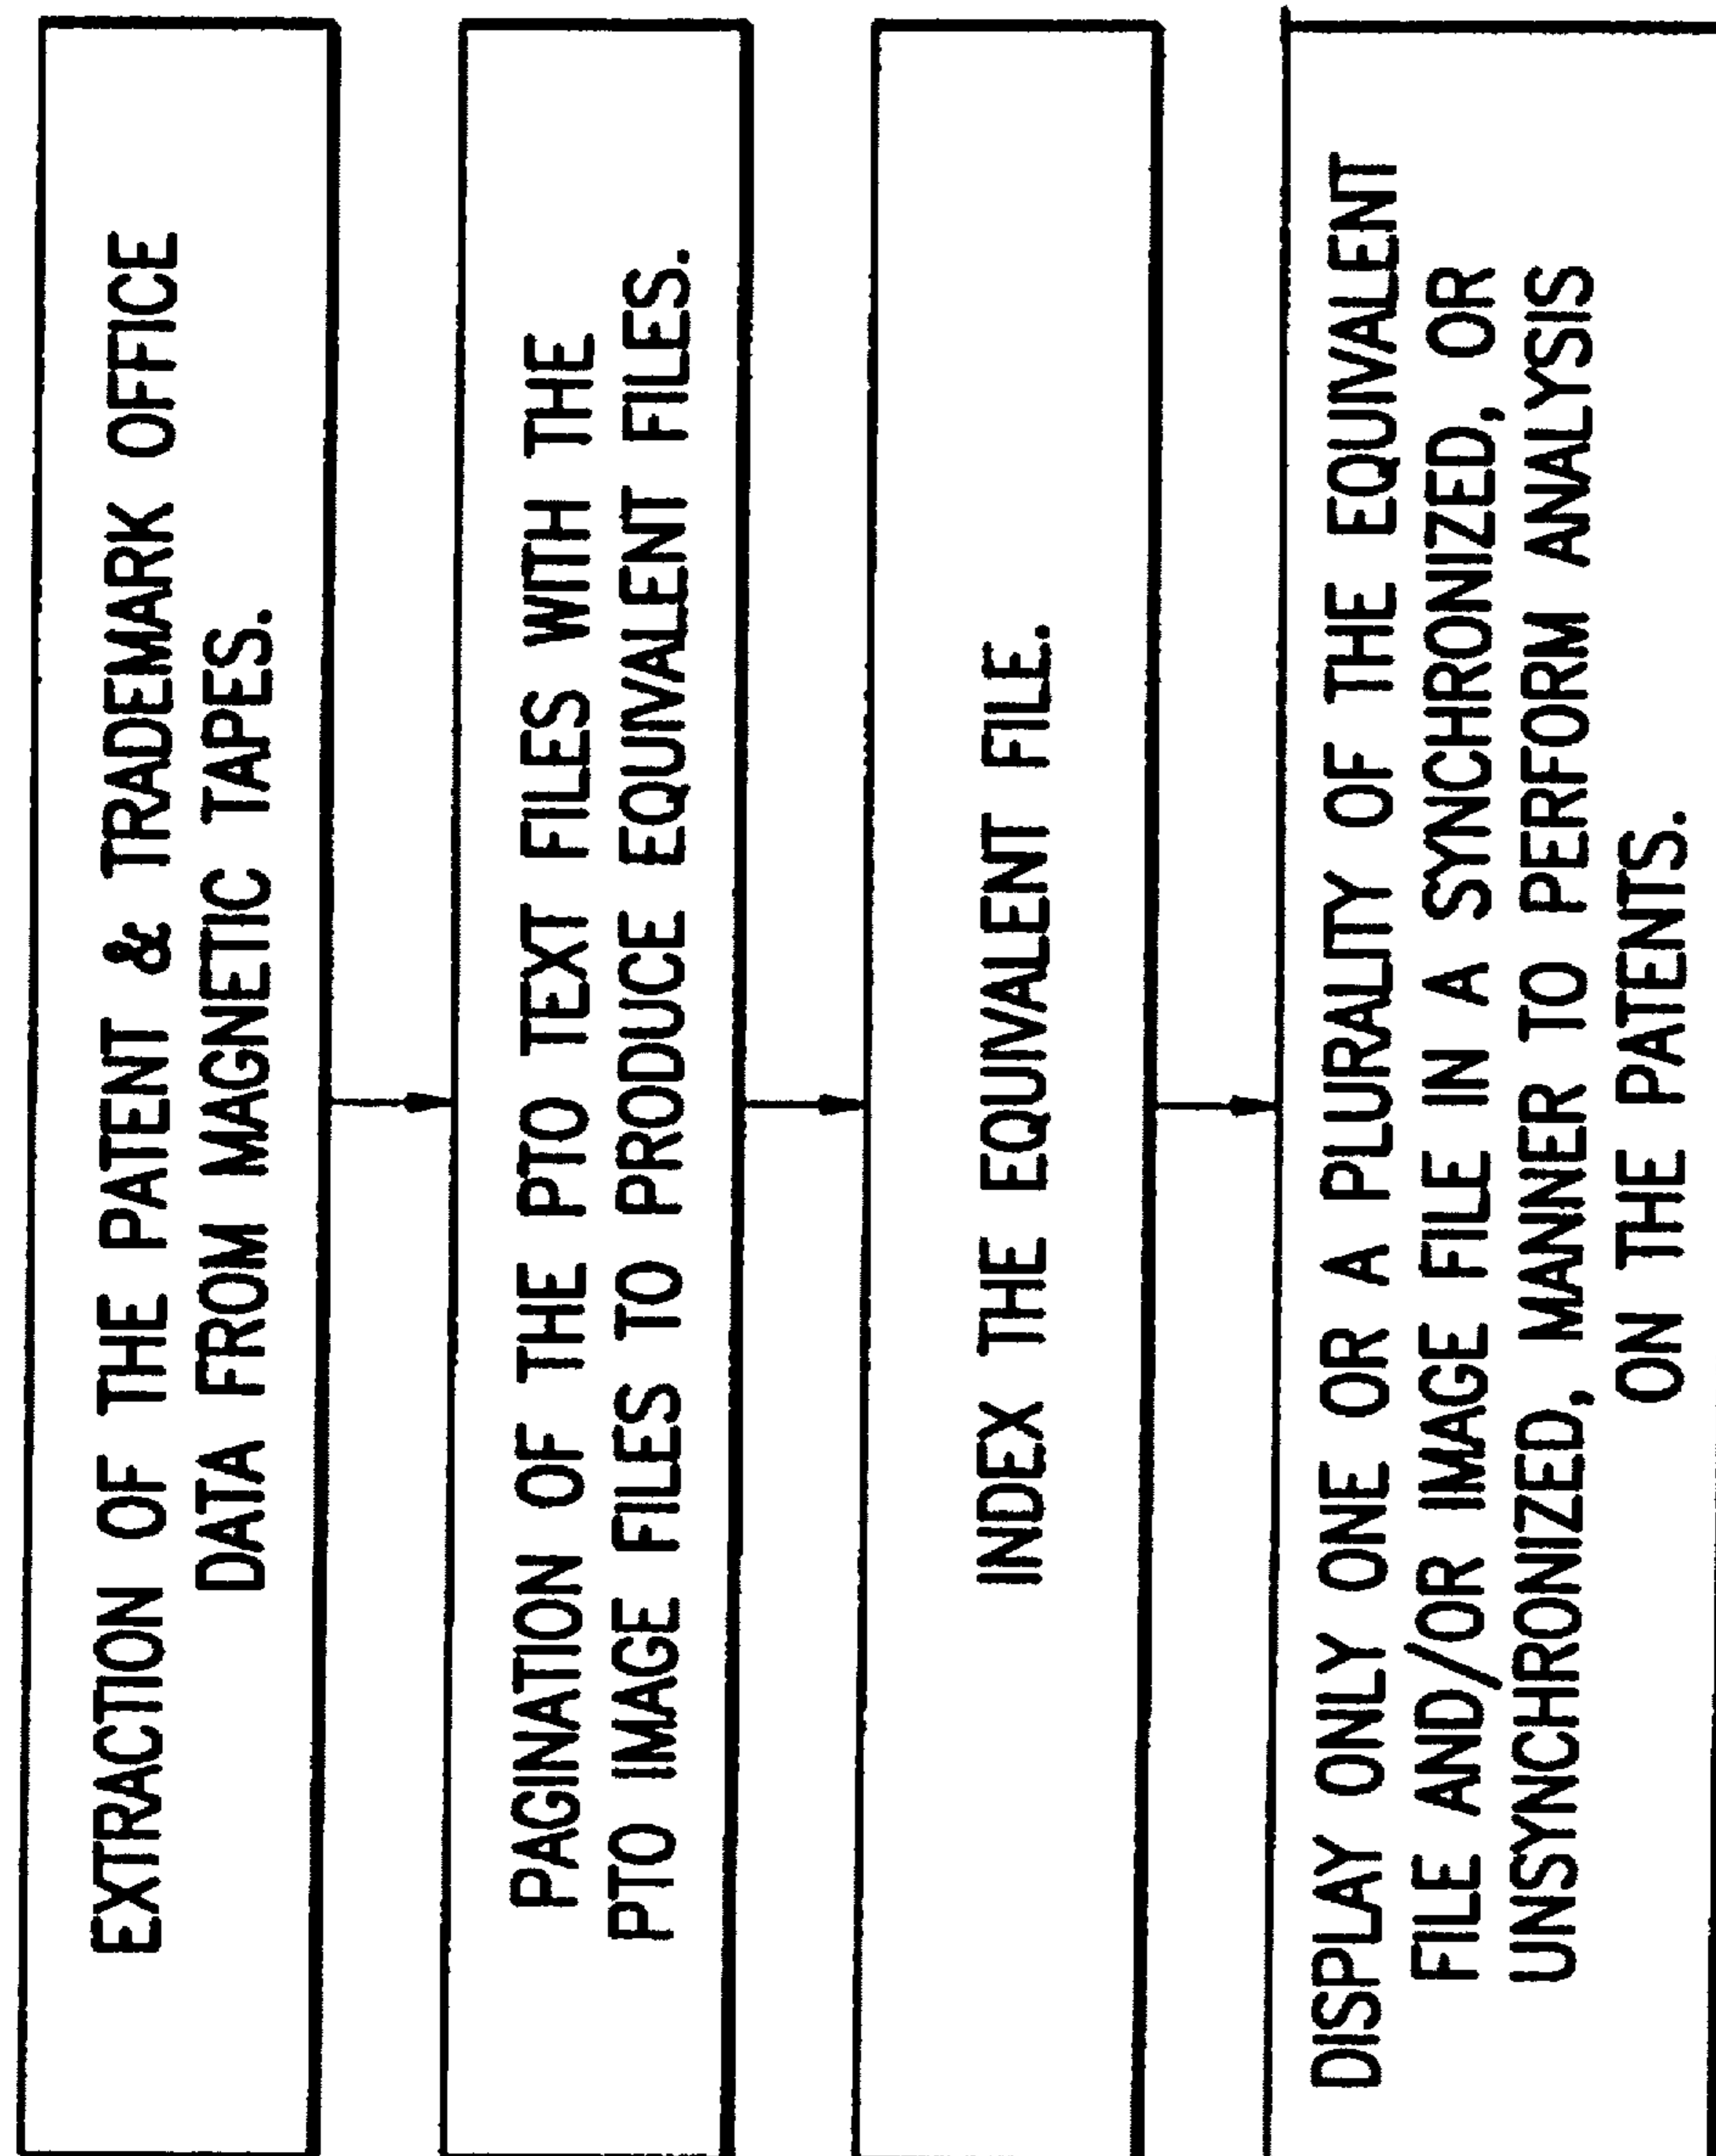 EXTRACTION OF THE PATENT & TRADEMARK OFFICE
DATA FROM MAGNETIC TAPES.
PAGINATION OF THE PTO TEXT FILES WITH THE
PTO IMAGE FILES TO PRODUCE EQUIVALENT FILES.
INDEX THE EQUIVALENT FILE.
DISPLAY ONLY ONE OR A PLURALITY OF THE EQUIVALENT
FILE AND/OR IMAGE FILE IN A SYNCHRONIZED, OR
UNSYNCHRONIZED, MANNER TO PERFORM ANALYSIS
ON THE PATENTS.